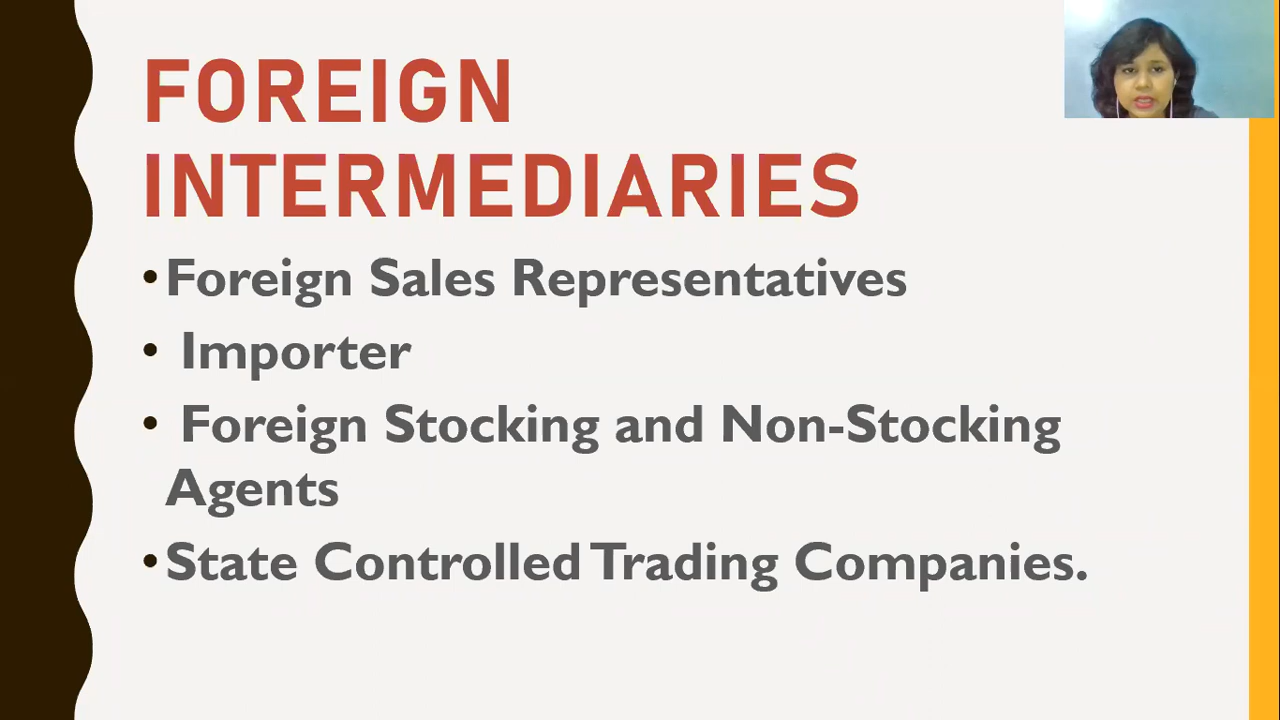 FOREIGN
INTERMEDIARIES
•Foreign Sales Representatives
• Importer
• Foreign Stocking and Non-Stocking
Agents
•State Controlled Trading Companies.